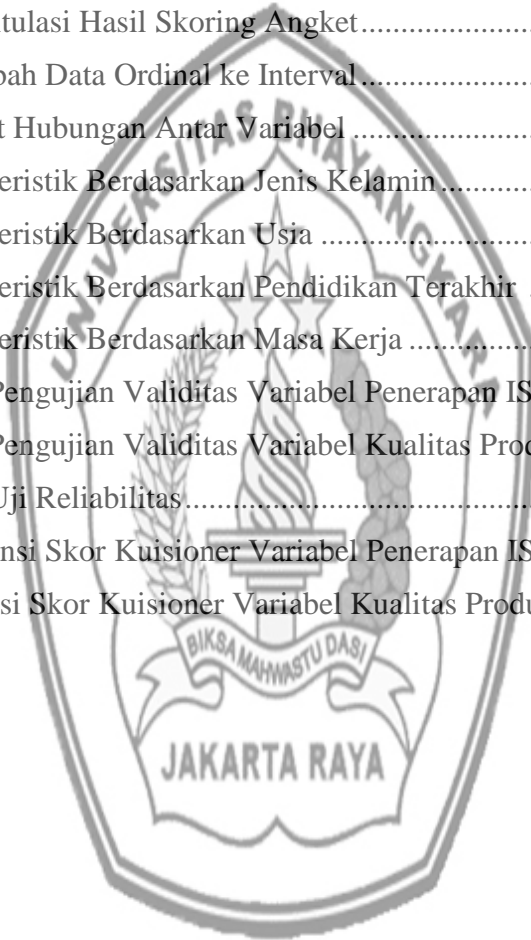 tulasi Hasil Skoring Angket
bah Data Ordinal ke Interval
t Hubungan Antar Variabel
eristik Berdasarkan Jenis Kelamin
eristik Berdasarkan Usia
eristik Berdasarkan Pendidikan Terakhir
eristik Berdasarkan Masa Kerja
Pengujian Validitas Variabel Penerapan IS
Pengujian Validitas Variabel Kualitas Prod
Uji Reliabilitas
nsi Skor Kuisioner Variabel Penerapan IS
si Skor Kuisioner Variabel Kualitas Produ
UNIVERSITAS BHAYANGKARA
BIKSA MAHWASTU DASI
JAKARTA RAYA